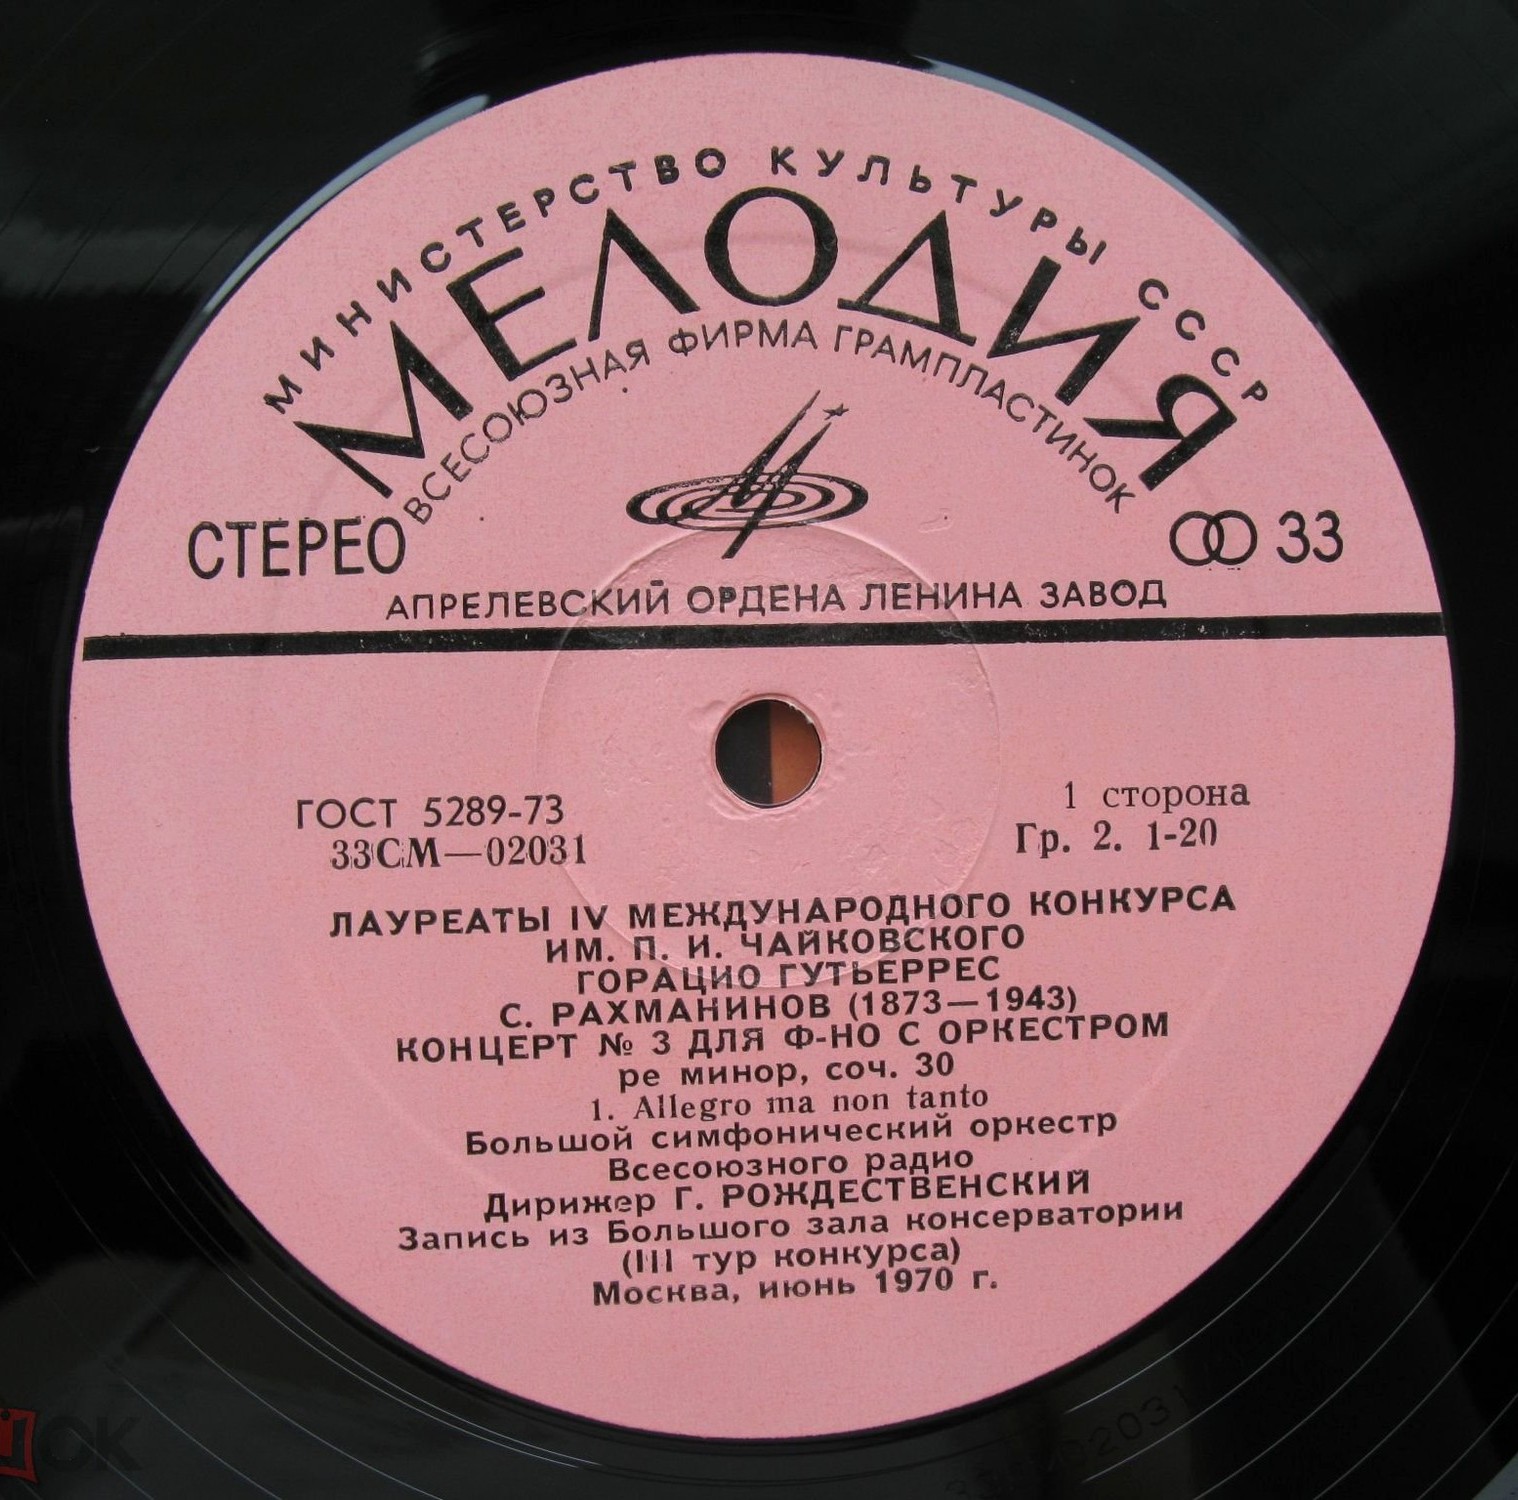 МИНИСТЕРСТВО КУЛЬТУРЫ СССР
МЕЛОДИЯ
ВСЕСОЮЗНАЯ ФИРМА ГРАМПЛАСТИНОК
СТЕРЕО
33
АПРЕЛЕВСКИЙ ОРДЕНА ЛЕНИНА ЗАВОД
ГОСТ 5289-73
1 сторона
33СМ—02031
Гр. 2. 1-20
ЛАУРЕАТЫ IV МЕЖДУНАРОДНОГО КОНКУРСА
ИМ. П. И. ЧАЙКОВСКОГО
ГОРАЦИО ГУТЬЕРРЕС
С. РАХМАНИНОВ (1873—1943)
КОНЦЕРТ № 3 ДЛЯ Ф-НО С ОРКЕСТРОМ
ре минор, соч. 30
1. Allegro ma non tanto
Большой симфонический оркестр
Всесоюзного радио
Дирижер Г. РОЖДЕСТВЕНСКИЙ
Запись из Большого зала консерватории
(III тур конкурса)
Москва, июнь 1970 г.